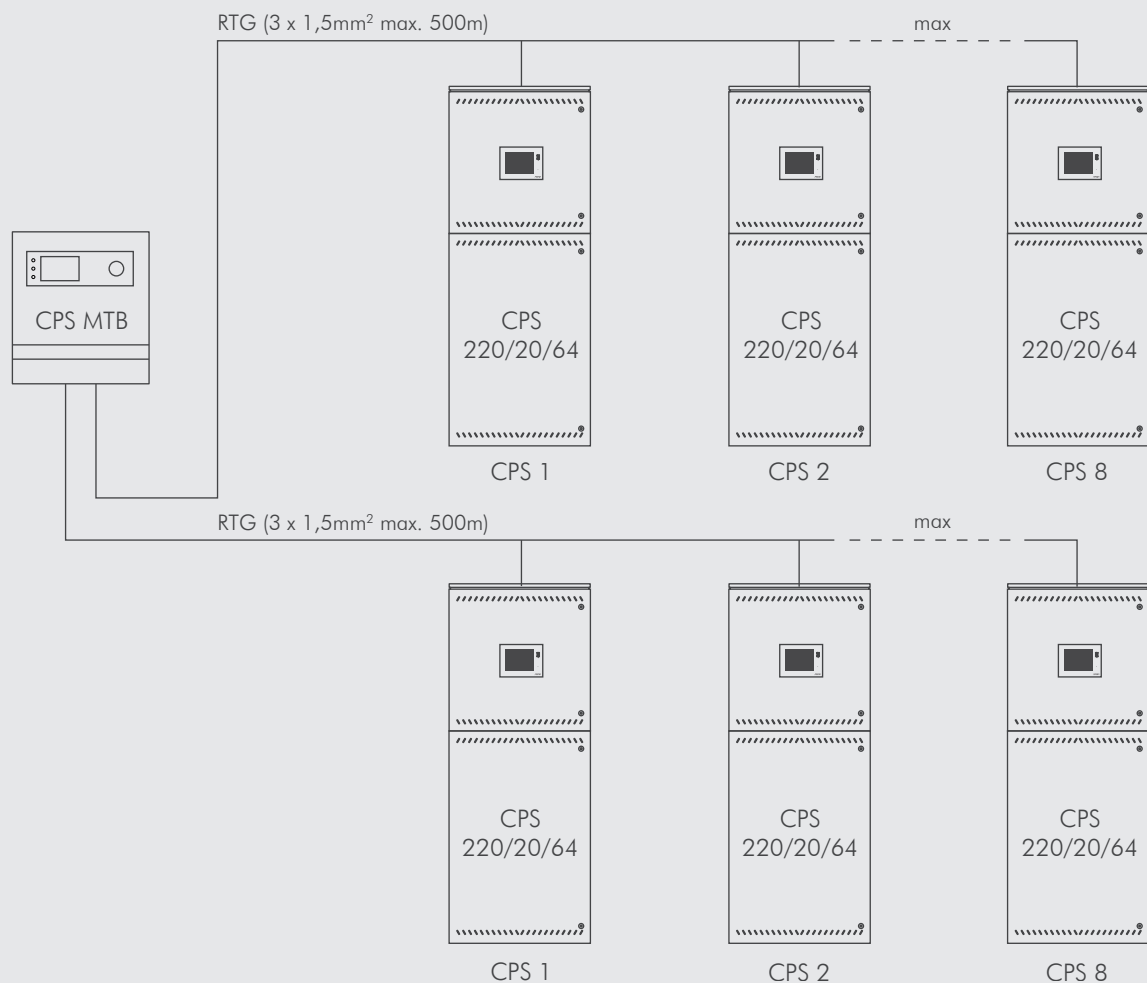 RTG (3 x 1,5mm² max. 500m)
max
CPS MTB
CPS
220/20/64
CPS
220/20/64
CPS
220/20/64
CPS 1
CPS 2
CPS 8
RTG (3 x 1,5mm² max. 500m)
max
CPS
220/20/64
CPS
220/20/64
CPS
220/20/64
CPS 1
CPS 2
CPS 8